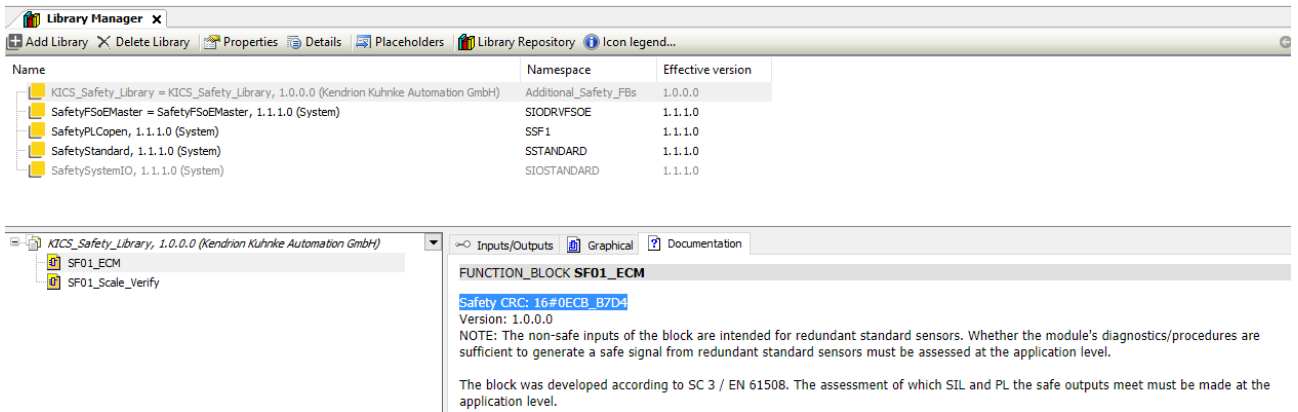 Library Manager
Add Library Delete Library Properties Details Placeholders Library Repository Icon legend...
Name Namespace Effective version
KICS_Safety_Library = KICS_Safety_Library, 1.0.0.0 (Kendrion Kuhnke Automation GmbH) Additional_Safety_FBs 1.0.0.0
SafetyFSoEMaster = SafetyFSoEMaster, 1.1.1.0 (System) SIODRVFSOE 1.1.1.0
SafetyPLCopen, 1.1.1.0 (System) SSF1 1.1.1.0
SafetyStandard, 1.1.1.0 (System) SSTANDARD 1.1.1.0
SafetySystemIO, 1.1.1.0 (System) SIOSTANDARD 1.1.1.0
KICS_Safety_Library, 1.0.0.0 (Kendrion Kuhnke Automation GmbH)
SF01_ECM
SF01_Scale_Verify
Inputs/Outputs Graphical Documentation
FUNCTION_BLOCK SF01_ECM
Safety CRC: 16#0ECB_B7D4
Version: 1.0.0.0
NOTE: The non-safe inputs of the block are intended for redundant standard sensors. Whether the module's diagnostics/procedures are
sufficient to generate a safe signal from redundant standard sensors must be assessed at the application level.
The block was developed according to SC 3 / EN 61508. The assessment of which SIL and PL the safe outputs meet must be made at the
application level.